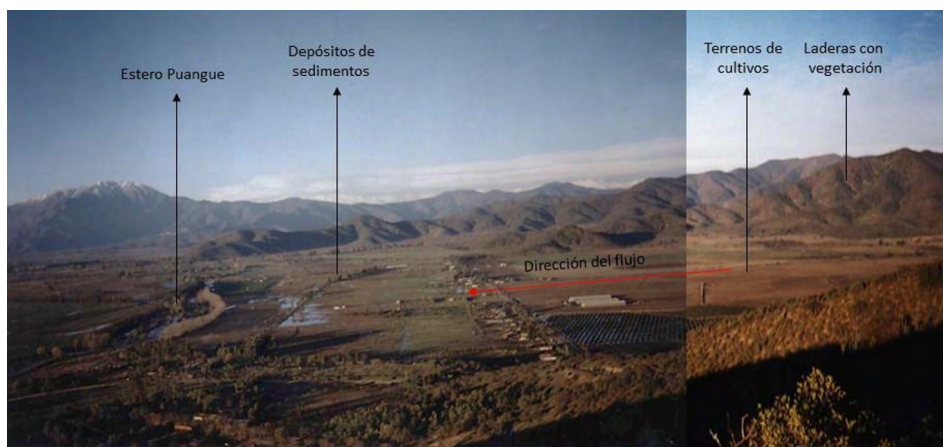 Estero Puangue
Depósitos de
sedimentos
Terrenos de
cultivos
Laderas con
vegetación
Dirección del flujo